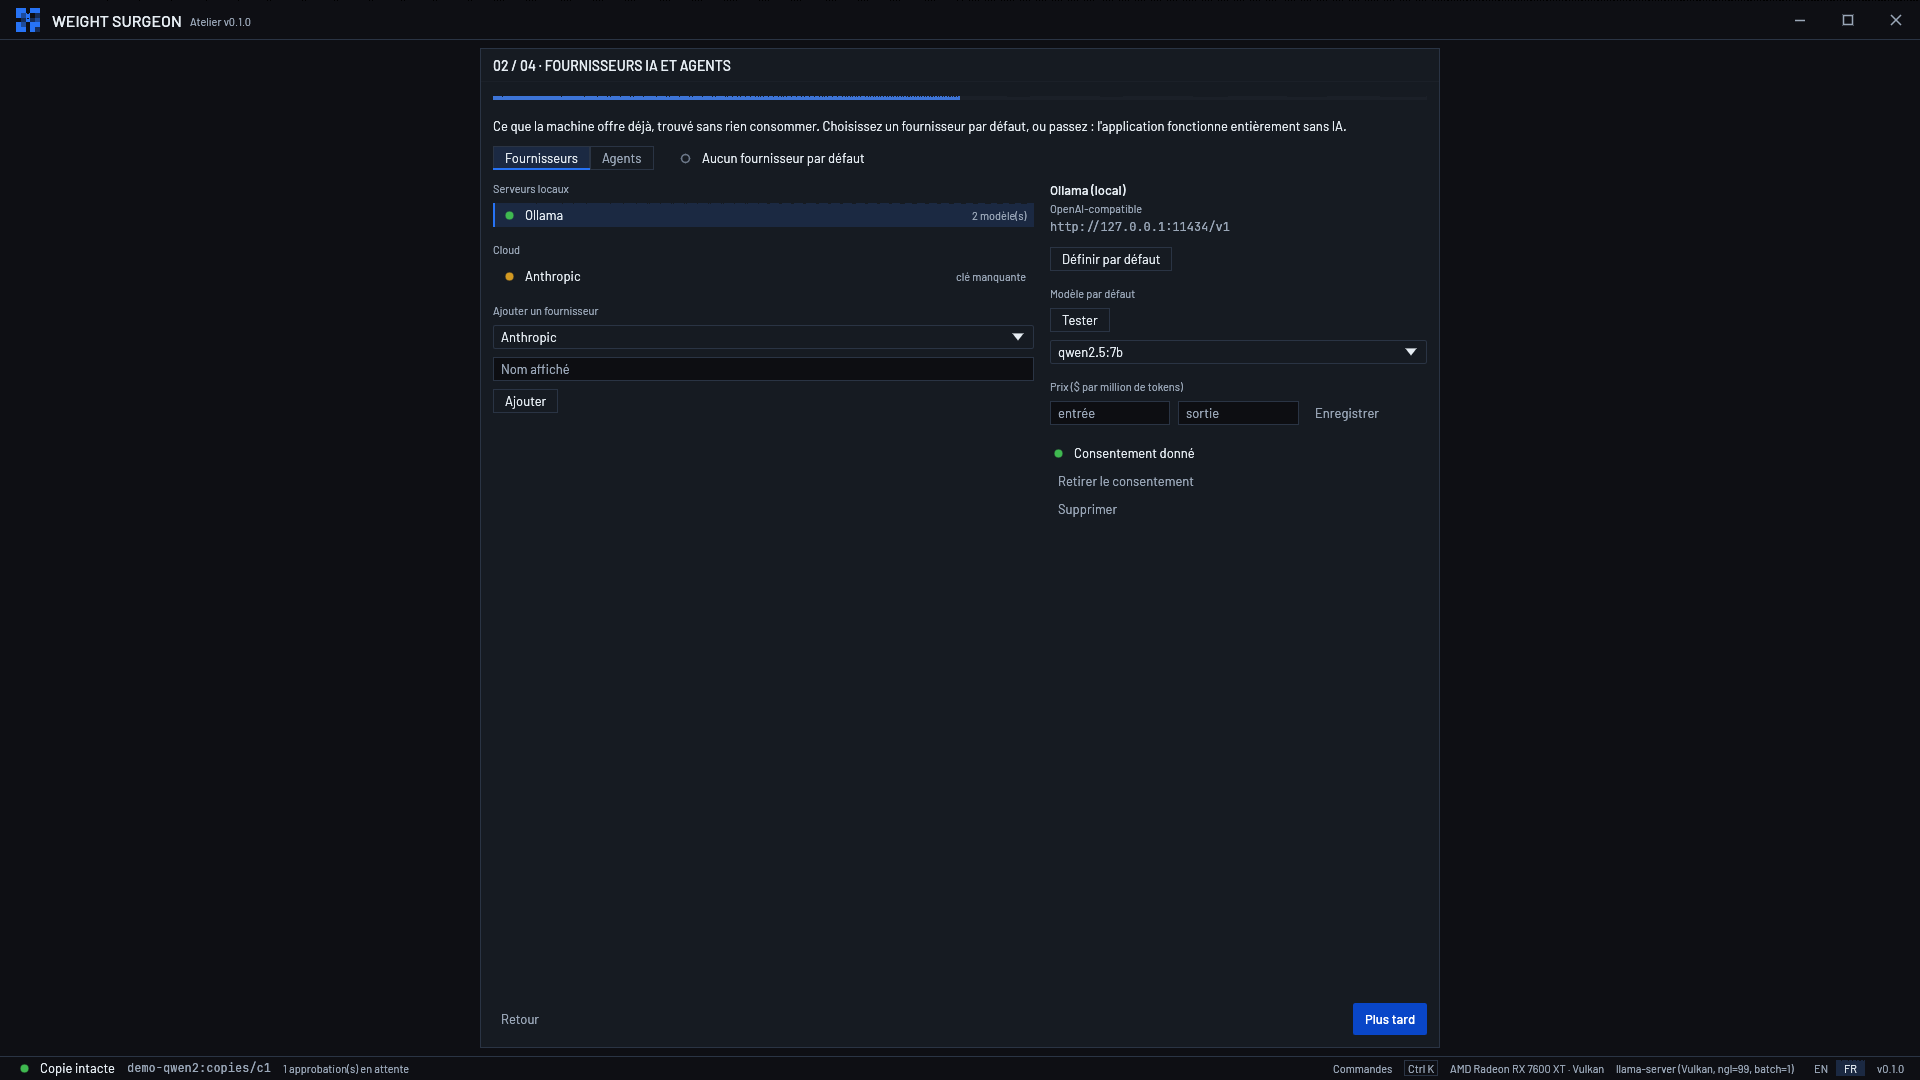 WEIGHT SURGEON Atelier v0.1.0
02 / 04 · FOURNISSEURS IA ET AGENTS
Ce que la machine offre déjà, trouvé sans rien consommer. Choisissez un fournisseur par défaut, ou passez : l'application fonctionne entièrement sans IA.
Fournisseurs Agents Aucun fournisseur par défaut
Serveurs locaux
Ollama 2 modèle(s)
Cloud
Anthropic clé manquante
Ajouter un fournisseur
Anthropic
Nom affiché
Ajouter
Ollama (local)
OpenAI-compatible
http://127.0.0.1:11434/v1
Définir par défaut
Modèle par défaut
Tester
qwen2.5:7b
Prix ($ par million de tokens)
entrée sortie Enregistrer
Consentement donné
Retirer le consentement
Supprimer
Retour Plus tard
Copie intacte demo-qwen2:copies/c1 1 approbation(s) en attente Commandes Ctrl K AMD Radeon RX 7600 XT · Vulkan llama-server (Vulkan, ngl=99, batch=1) EN FR v0.1.0